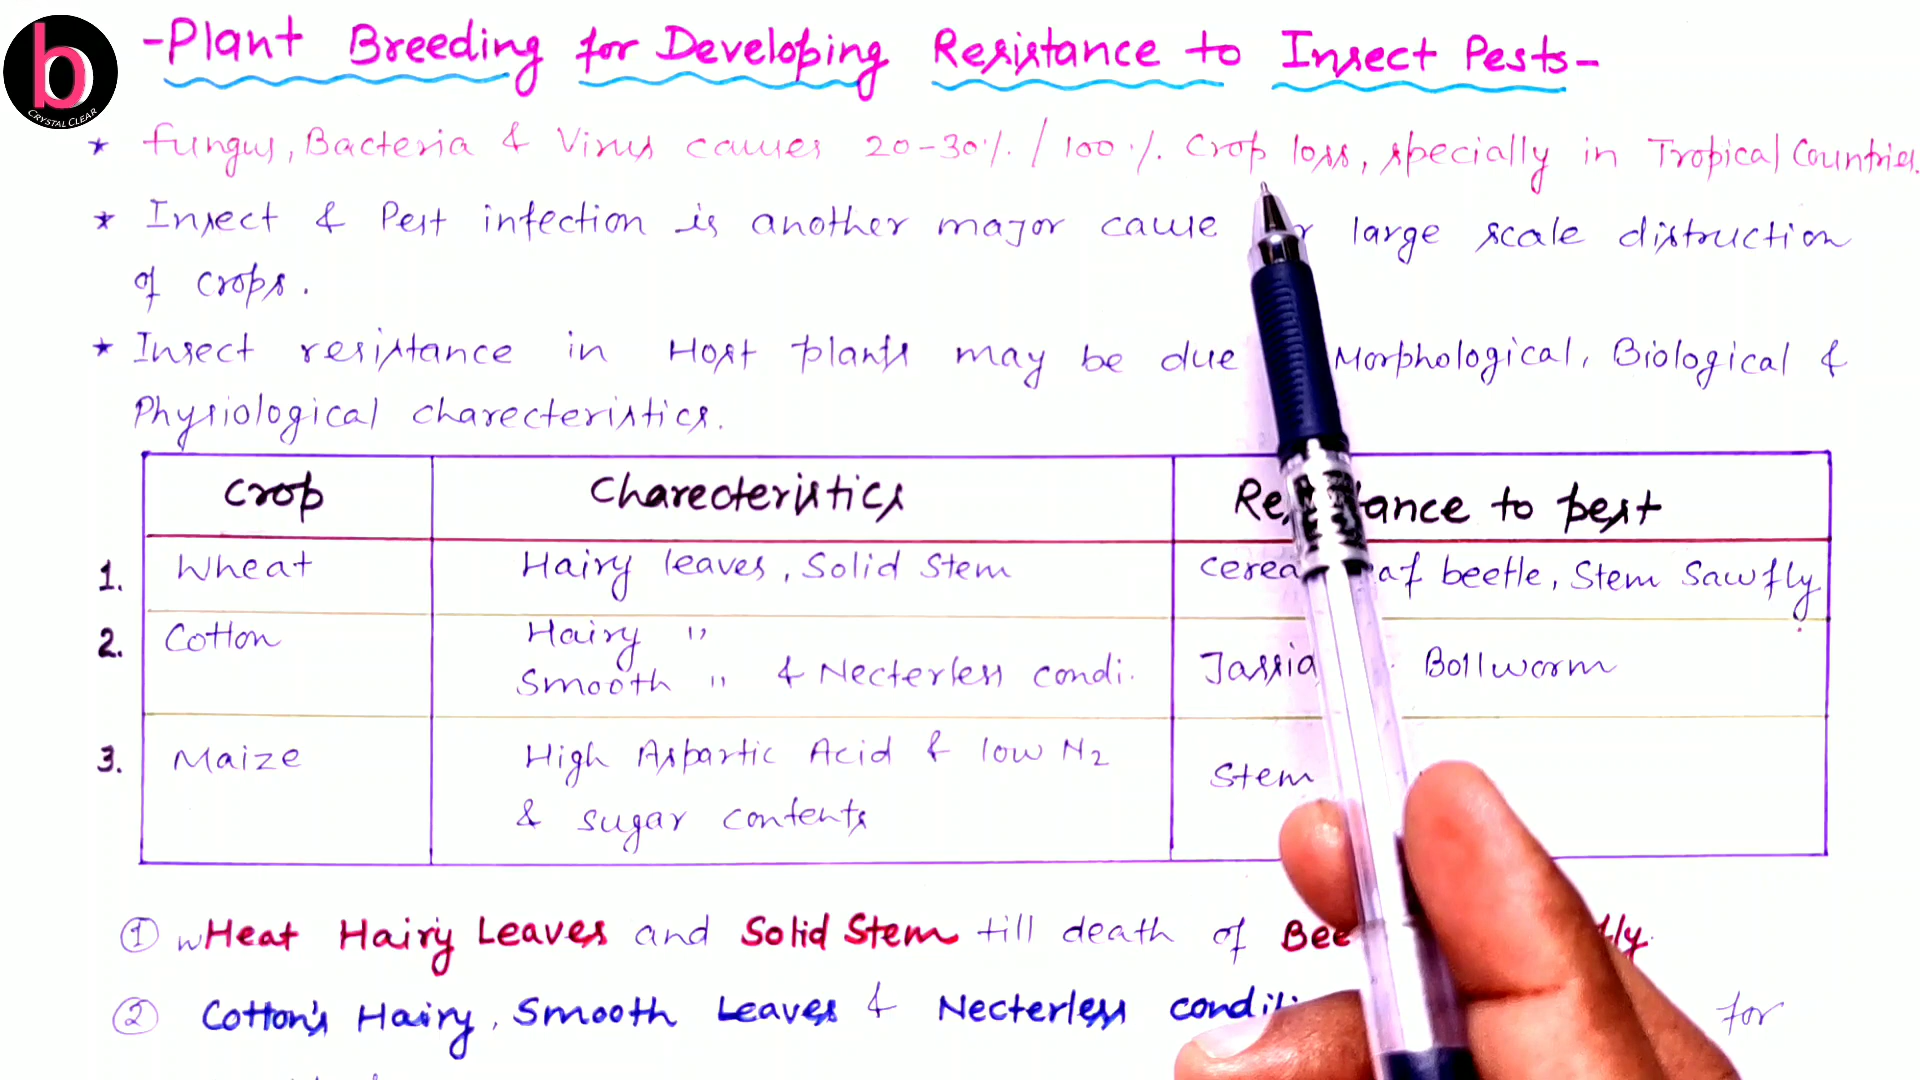 b
CRYSTAL CLEAR
-Plant Breeding for Developing Resistance to Insect Pests-
* Fungus, Bacteria & Virus causes 20-30% / 100% Crop loss, specially in Tropical Countries.
* Insect & Pest infection is another major cause large scale distruction
of crops.
* Insect resistance in Host plants may be due Morphological, Biological &
Physiological charecteristics.
Crop Charecteristics to pest
1. Wheat Hairy leaves, Solid Stem beetle, Stem Sawfly
2. Cotton Hairy "
Smooth " & Necterless condi. Bollworm
3. Maize High Aspartic Acid & low N2 Stem
& sugar contents
① wHeat Hairy Leaves and Solid Stem till death of
② Cotton's Hairy, Smooth Leaves & Necterless for